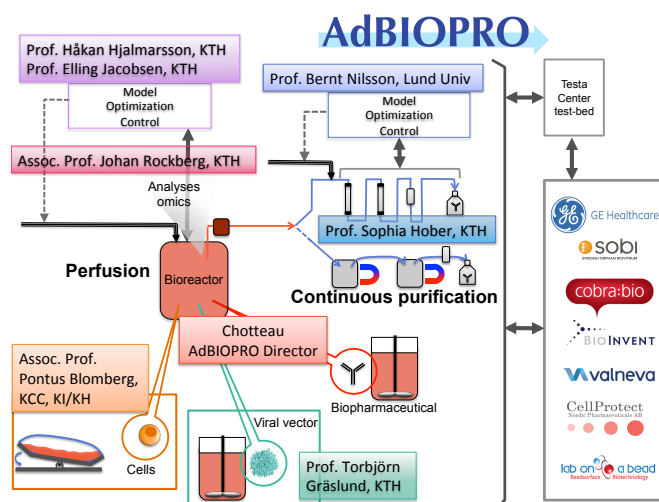 AdBIOPRO
Prof. Håkan Hjalmarsson, KTH
Prof. Elling Jacobsen, KTH
Model
Optimization
Control
Prof. Bernt Nilsson, Lund Univ
Model
Optimization
Control
Testa
Center
test-bed
Assoc. Prof. Johan Rockberg, KTH
Analyses
omics
Prof. Sophia Hober, KTH
Perfusion
Bioreactor
Continuous purification
Chotteau
AdBIOPRO Director
Biopharmaceutical
Assoc. Prof.
Pontus Blomberg,
KCC, KI/KH
Cells
Viral vector
Prof. Torbjörn
Gräslund, KTH
GE Healthcare
sobi
SWEDISH ORPHAN BIOVITRUM
cobra:bio
BIOINVENT
valneva
CellProtect
Nordic Pharmaceuticals AB
lab on a bead
Beadsurface Biotechnology